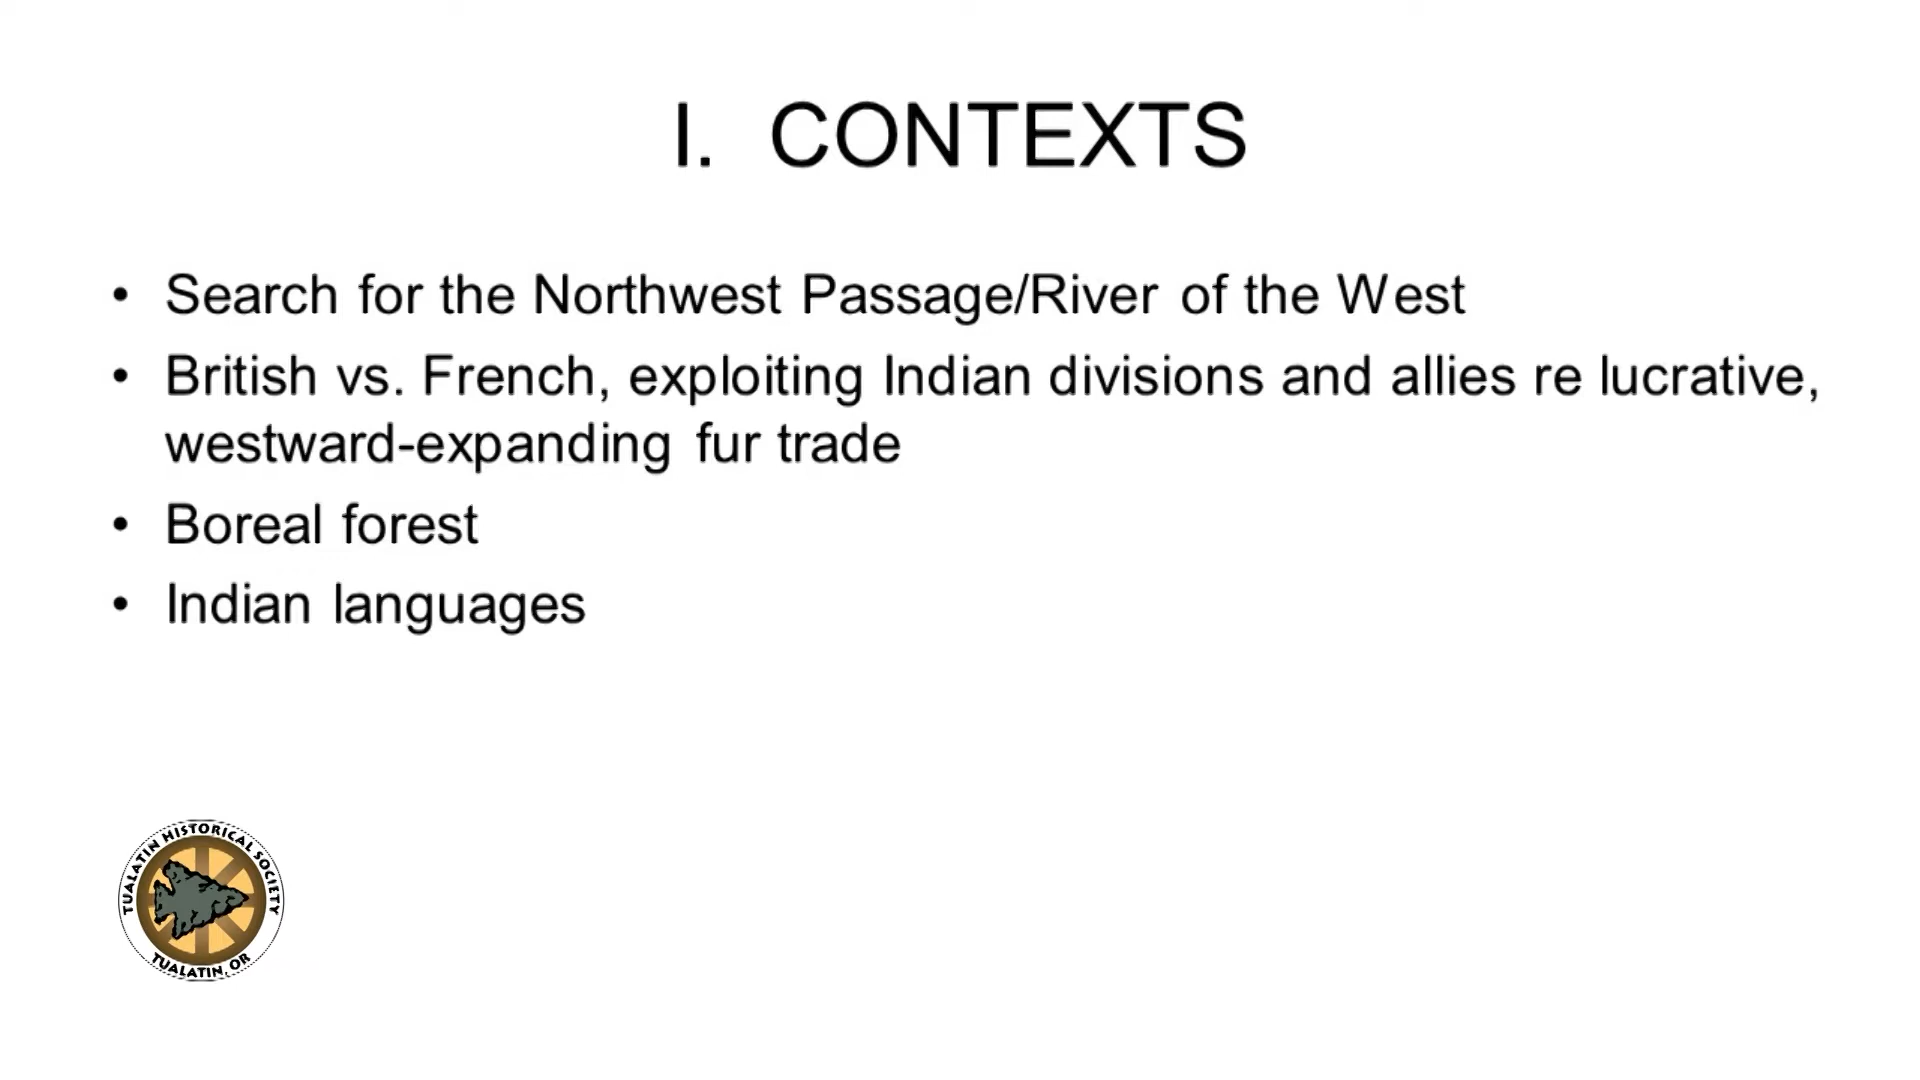 I. CONTEXTS
• Search for the Northwest Passage/River of the West
• British vs. French, exploiting Indian divisions and allies re lucrative,
westward-expanding fur trade
• Boreal forest
• Indian languages
TUALATIN HISTORICAL SOCIETY
TUALATIN, OR